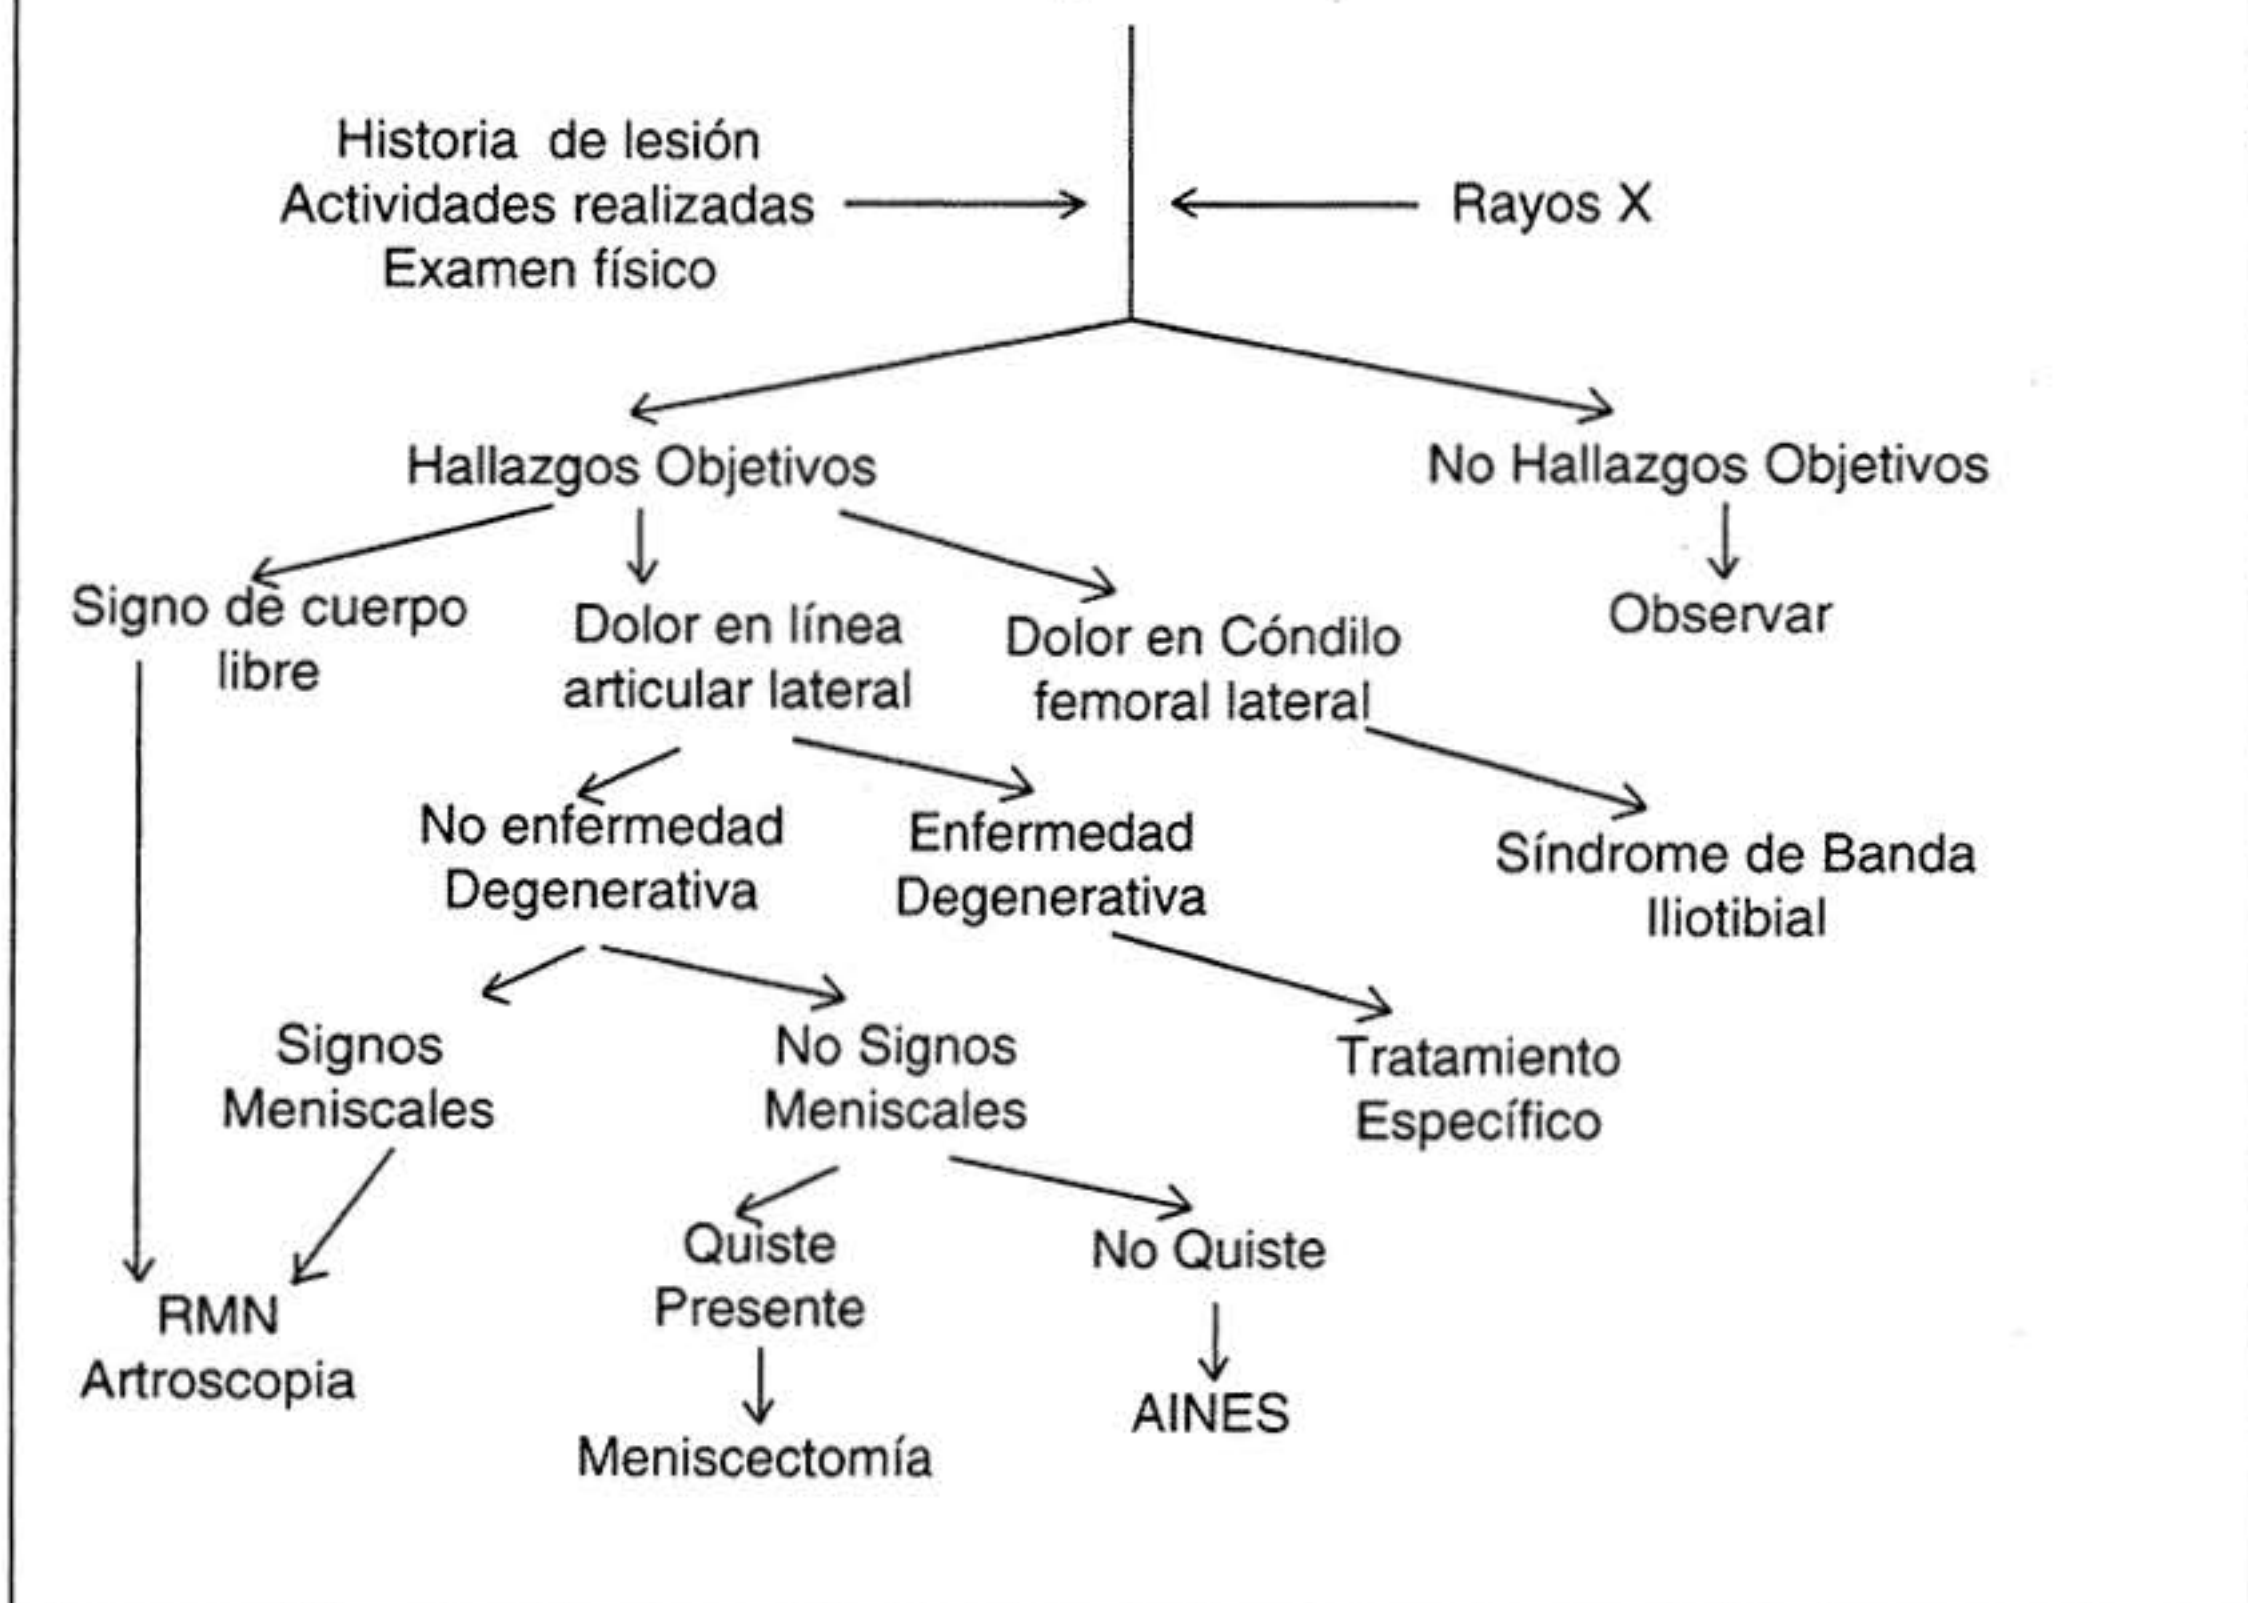 Historia de lesión
Actividades realizadas
Examen físico
Rayos X
Hallazgos Objetivos
No Hallazgos Objetivos
Signo de cuerpo
libre
Dolor en línea
articular lateral
Dolor en Cóndilo
femoral lateral
Observar
No enfermedad
Degenerativa
Enfermedad
Degenerativa
Síndrome de Banda
Iliotibial
Signos
Meniscales
No Signos
Meniscales
Tratamiento
Específico
Quiste
Presente
No Quiste
RMN
Artroscopia
Meniscectomía
AINES